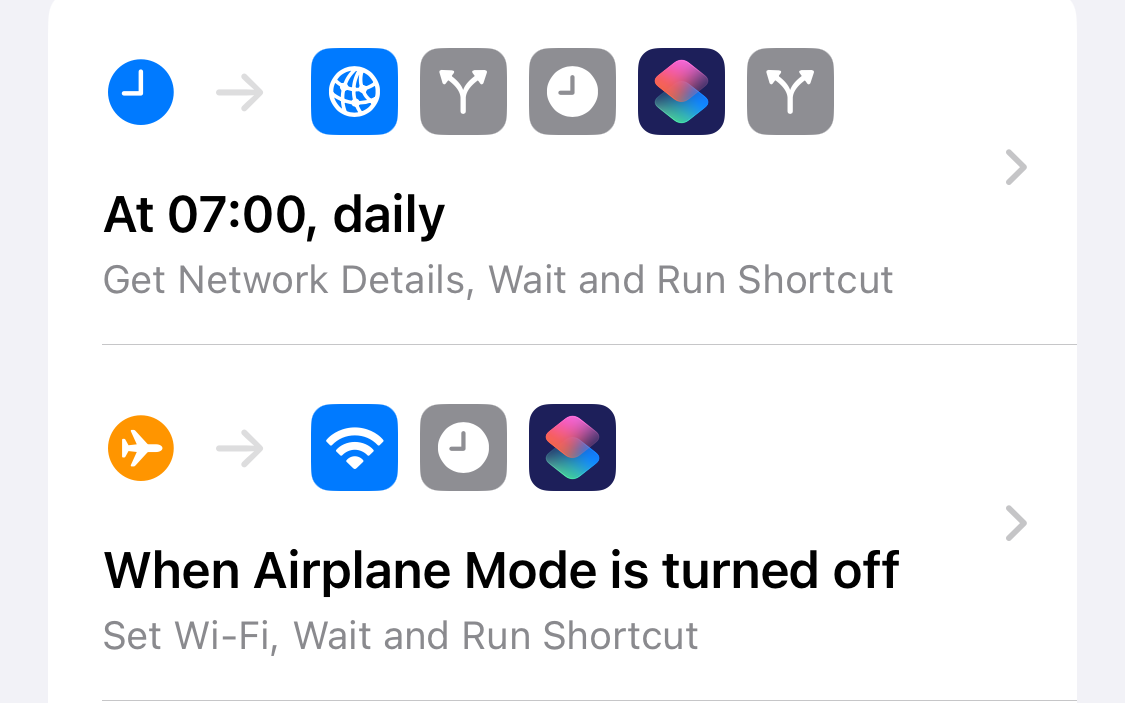 At 07:00, daily
Get Network Details, Wait and Run Shortcut
When Airplane Mode is turned off
Set Wi-Fi, Wait and Run Shortcut